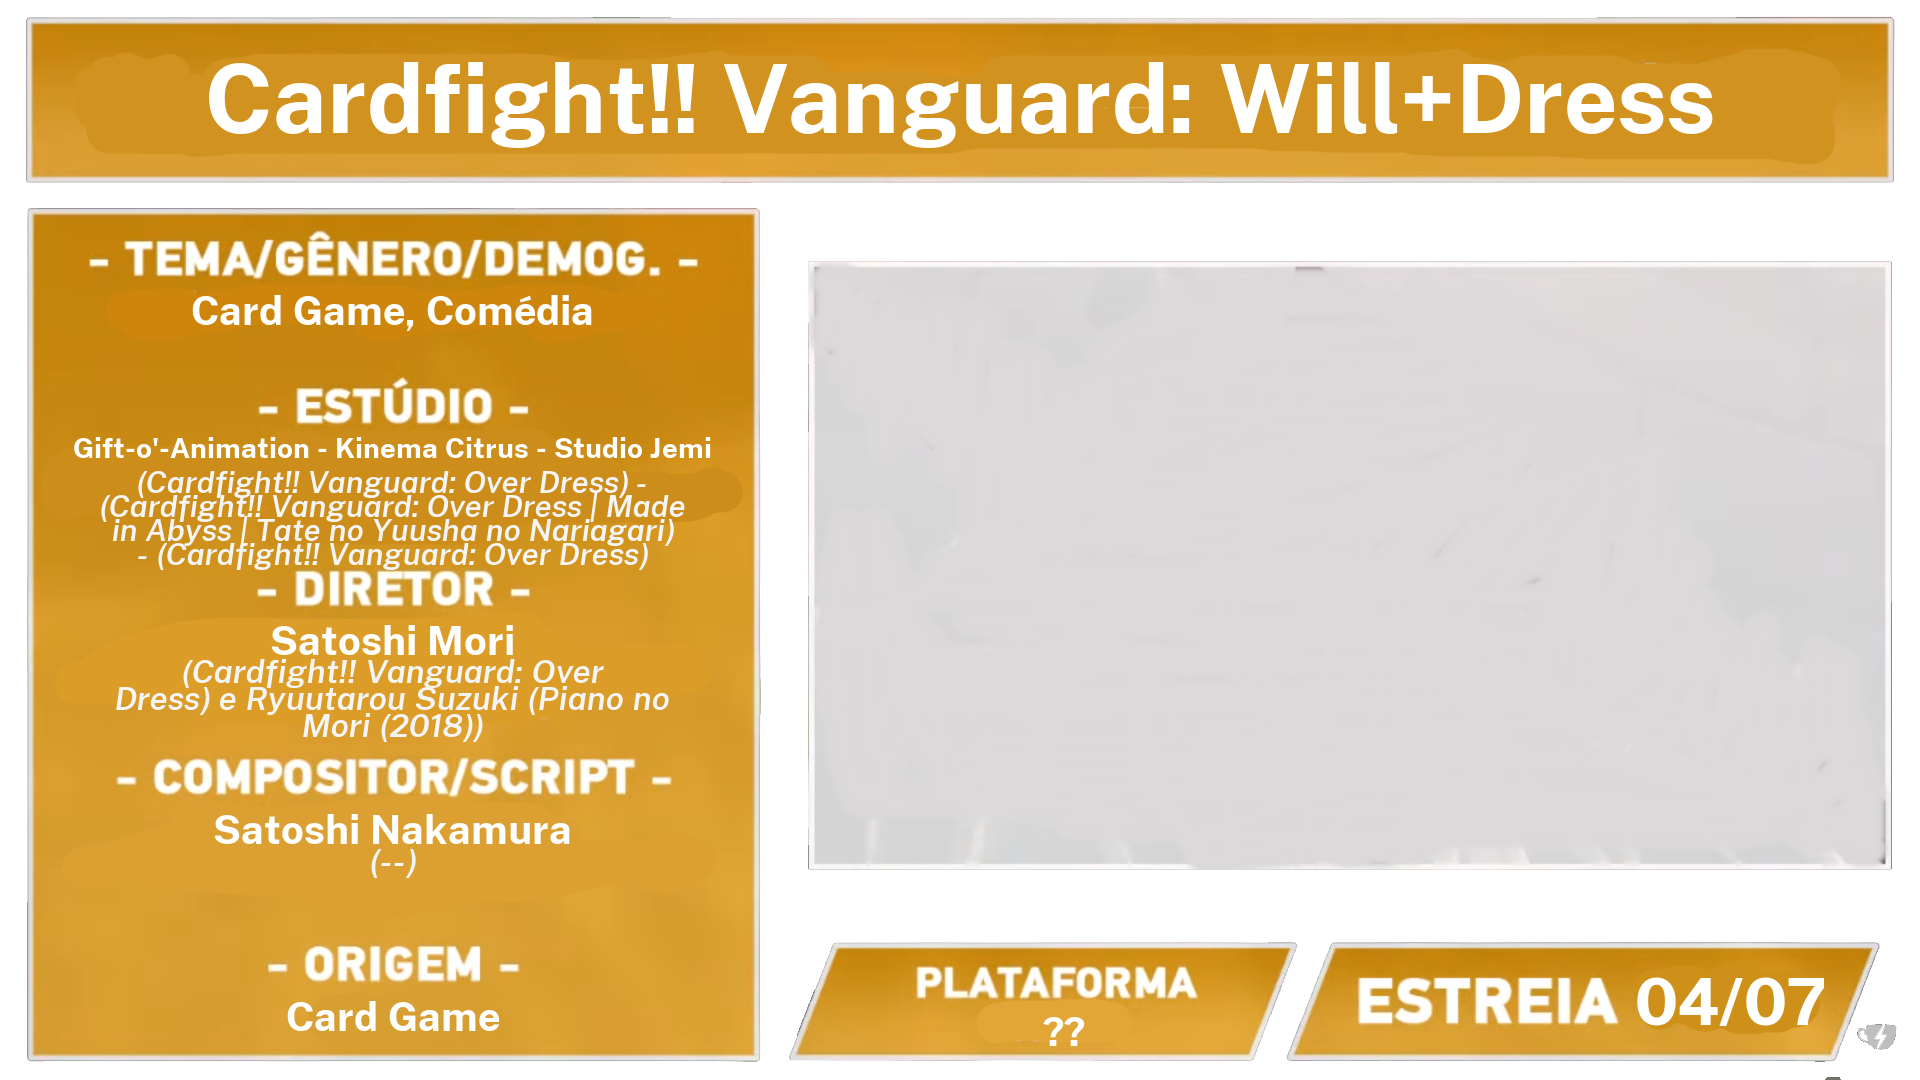 Cardfight!! Vanguard: Will+Dress
- TEMA/GÊNERO/DEMOG. -
Card Game, Comédia
- ESTÚDIO -
Gift-o'-Animation - Kinema Citrus - Studio Jemi
(Cardfight!! Vanguard: Over Dress) -
(Cardfight!! Vanguard: Over Dress | Made
in Abyss | Tate no Yuusha no Nariagari)
- (Cardfight!! Vanguard: Over Dress)
- DIRETOR -
Satoshi Mori
(Cardfight!! Vanguard: Over
Dress) e Ryuutarou Suzuki (Piano no
Mori (2018))
- COMPOSITOR/SCRIPT -
Satoshi Nakamura
(--)
- ORIGEM -
Card Game
PLATAFORMA
??
ESTREIA 04/07